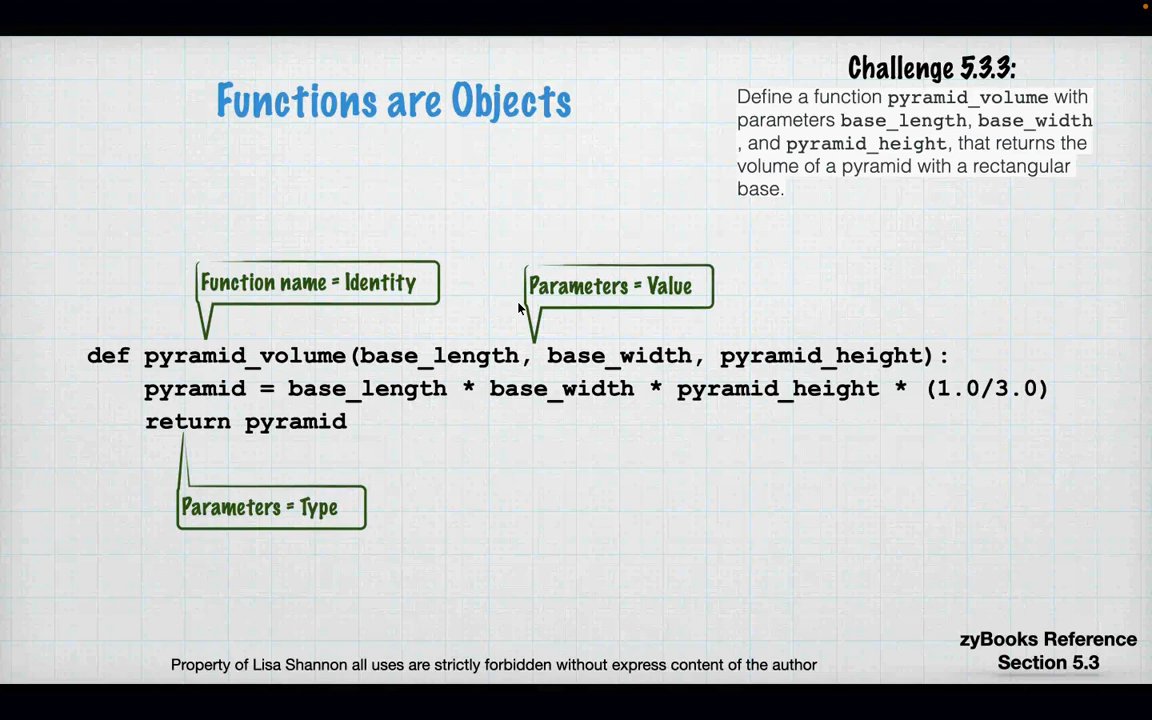 Functions are Objects
Challenge 5.3.3:
Define a function pyramid_volume with
parameters base_length, base_width
, and pyramid_height, that returns the
volume of a pyramid with a rectangular
base.
Function name = Identity
Parameters = Value
def pyramid_volume(base_length, base_width, pyramid_height):
    pyramid = base_length * base_width * pyramid_height * (1.0/3.0)
    return pyramid
Parameters = Type
zyBooks Reference
Section 5.3
Property of Lisa Shannon all uses are strictly forbidden without express content of the author